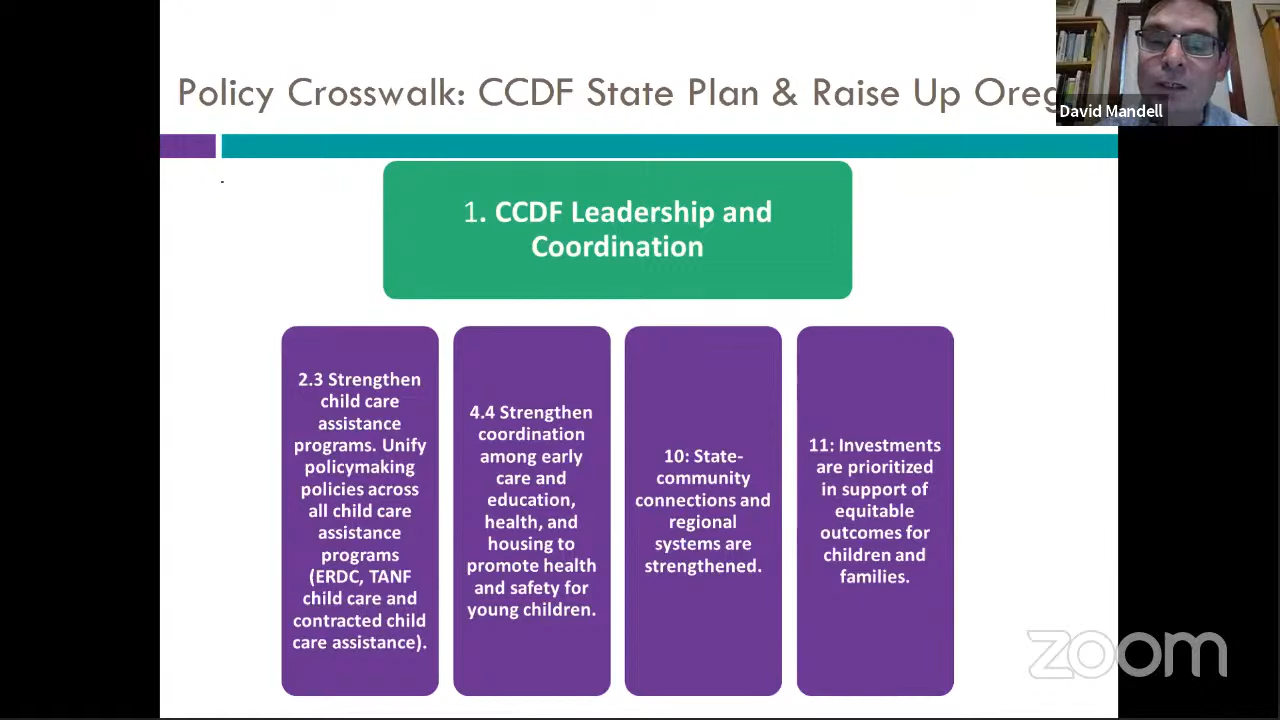 Policy Crosswalk: CCDF State Plan & Raise Up Oreg
David Mandell
1. CCDF Leadership and
Coordination
2.3 Strengthen
child care
assistance
programs. Unify
policymaking
policies across
all child care
assistance
programs
(ERDC, TANF
child care and
contracted child
care assistance).
4.4 Strengthen
coordination
among early
care and
education,
health, and
housing to
promote health
and safety for
young children.
10: State-
community
connections and
regional
systems are
strengthened.
11: Investments
are prioritized
in support of
equitable
outcomes for
children and
families.
zoom